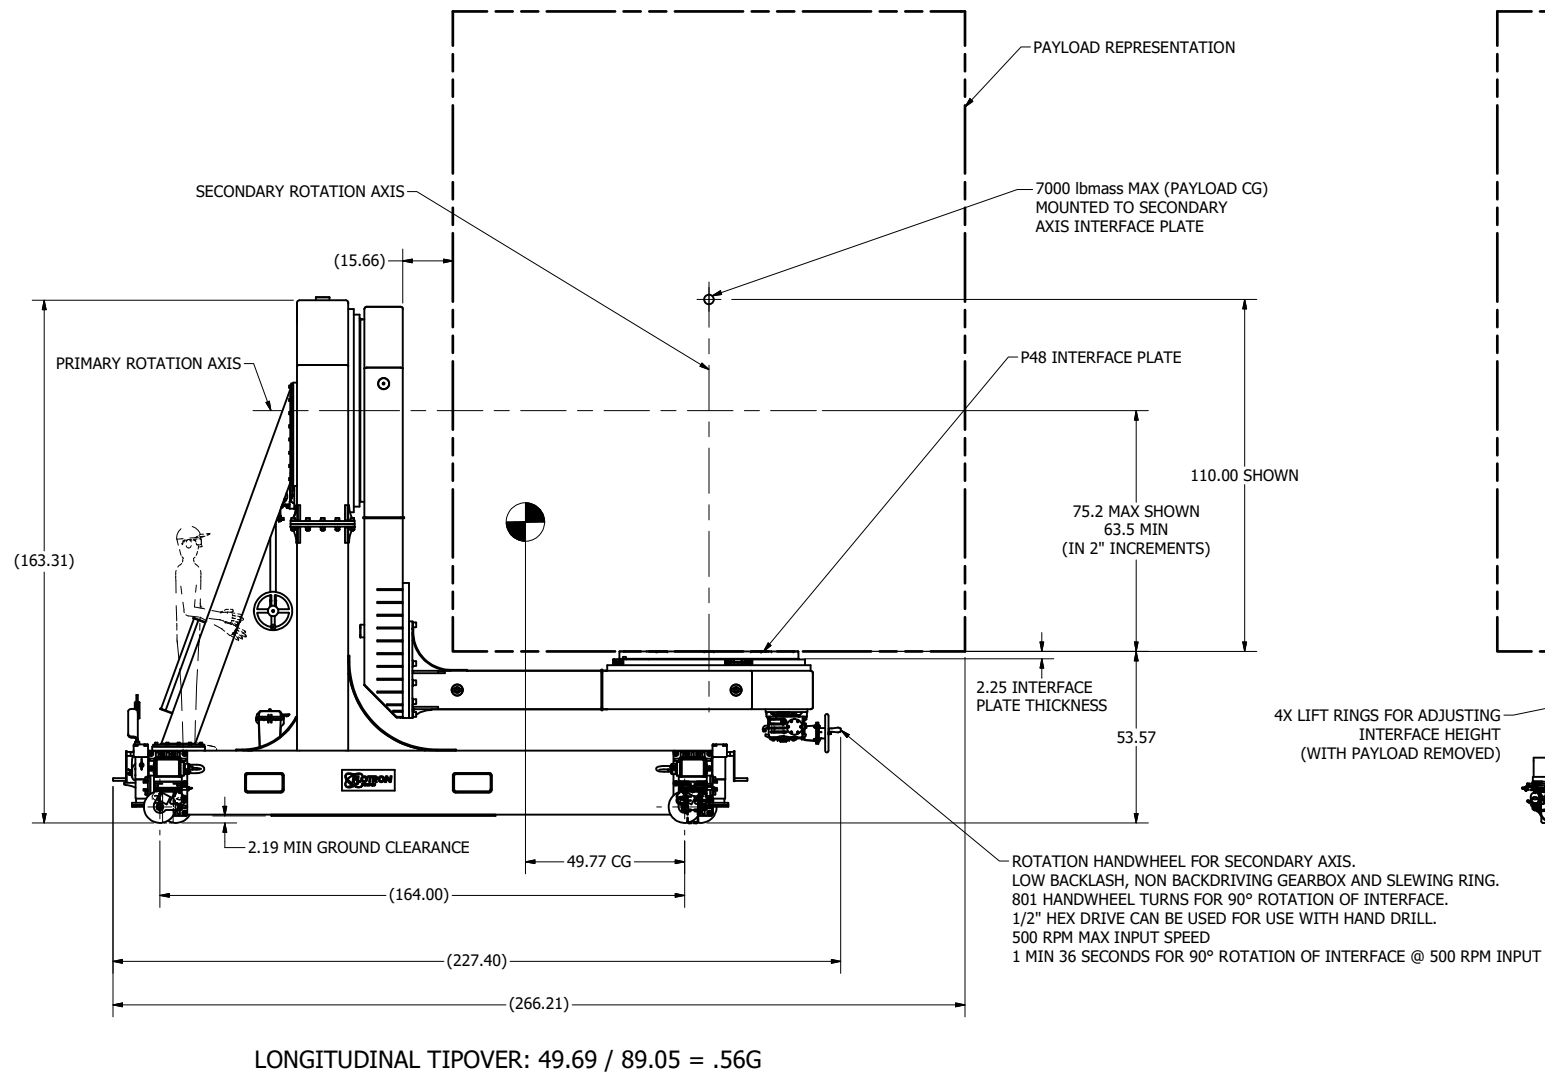 PAYLOAD REPRESENTATION
SECONDARY ROTATION AXIS
7000 lbmass MAX (PAYLOAD CG)
MOUNTED TO SECONDARY
AXIS INTERFACE PLATE
(15.66)
PRIMARY ROTATION AXIS
P48 INTERFACE PLATE
110.00 SHOWN
75.2 MAX SHOWN
63.5 MIN
(IN 2" INCREMENTS)
(163.31)
2.25 INTERFACE
PLATE THICKNESS
4X LIFT RINGS FOR ADJUSTING
INTERFACE HEIGHT
(WITH PAYLOAD REMOVED)
53.57
2.19 MIN GROUND CLEARANCE
49.77 CG
(164.00)
ROTATION HANDWHEEL FOR SECONDARY AXIS.
LOW BACKLASH, NON BACKDRIVING GEARBOX AND SLEWING RING.
801 HANDWHEEL TURNS FOR 90° ROTATION OF INTERFACE.
1/2" HEX DRIVE CAN BE USED FOR USE WITH HAND DRILL.
500 RPM MAX INPUT SPEED
1 MIN 36 SECONDS FOR 90° ROTATION OF INTERFACE @ 500 RPM INPUT
(227.40)
(266.21)
LONGITUDINAL TIPOVER: 49.69 / 89.05 = .56G